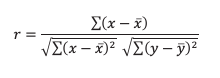 r = Σ(x − x̄) / √Σ(x − x̄)² √Σ(y − ȳ)²